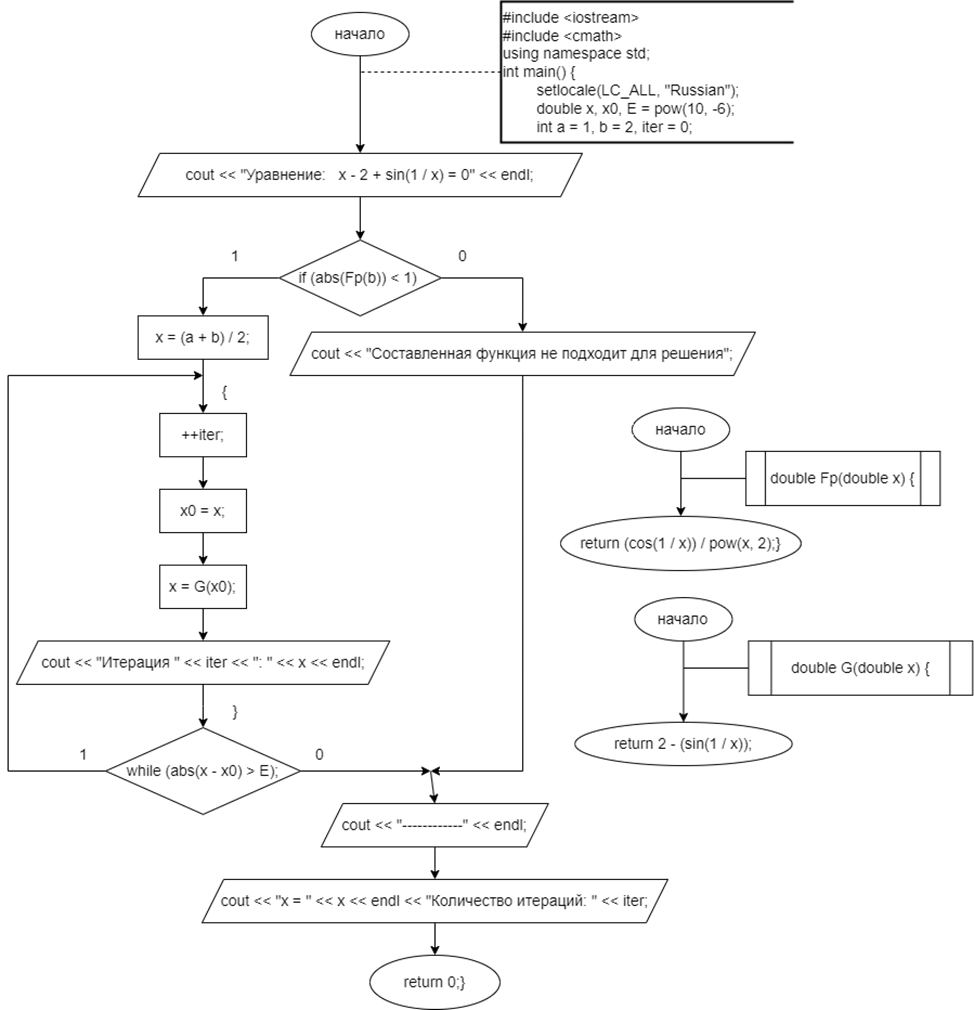 начало
#include <iostream>
#include <cmath>
using namespace std;
int main() {
setlocale(LC_ALL, "Russian");
double x, x0, E = pow(10, -6);
int a = 1, b = 2, iter = 0;
cout << "Уравнение:   x - 2 + sin(1 / x) = 0" << endl;
1
0
if (abs(Fp(b)) < 1)
x = (a + b) / 2;
cout << "Составленная функция не подходит для решения";
{
++iter;
x0 = x;
x = G(x0);
cout << "Итерация " << iter << ": " << x << endl;
}
1
0
while (abs(x - x0) > E);
cout << "------------" << endl;
cout << "x = " << x << endl << "Количество итераций: " << iter;
return 0;}
начало
double Fp(double x) {
return (cos(1 / x)) / pow(x, 2);}
начало
double G(double x) {
return 2 - (sin(1 / x));